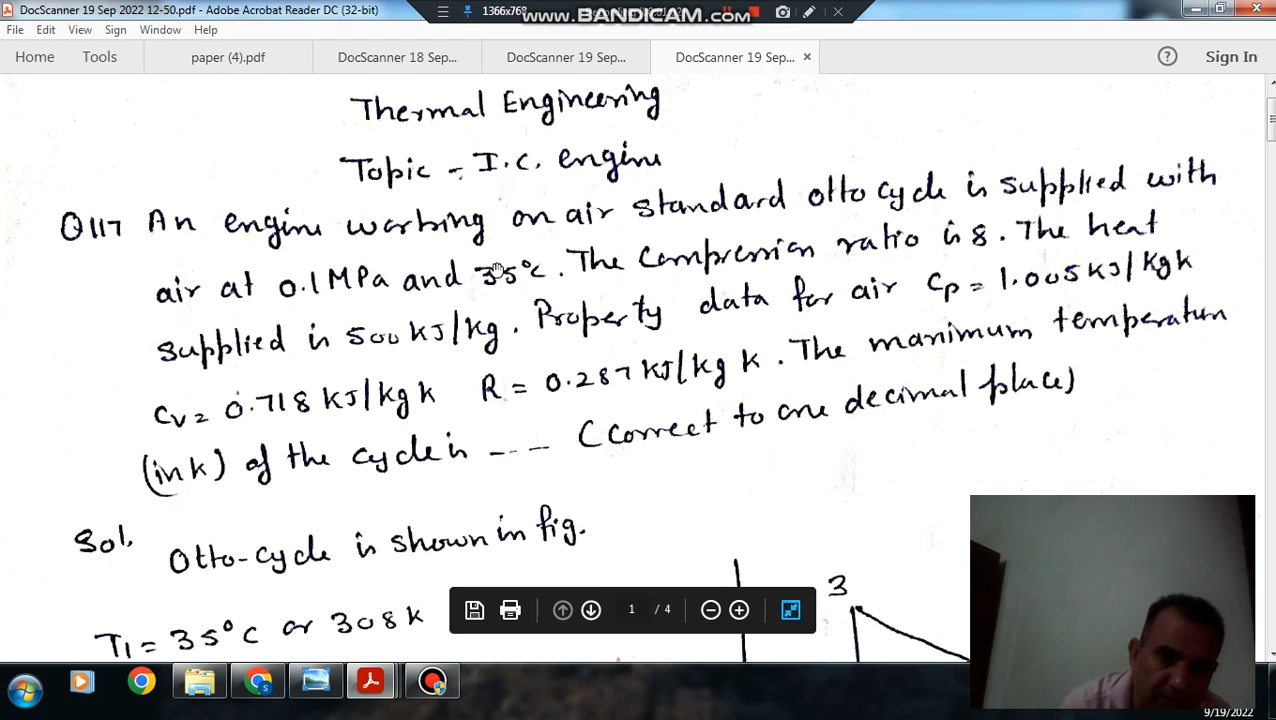 DocScanner 19 Sep 2022 12-50.pdf - Adobe Acrobat Reader DC (32-bit)
1366x768
www.BANDICAM.com
File Edit View Sign Window Help
Home Tools paper (4).pdf DocScanner 18 Sep... DocScanner 19 Sep... DocScanner 19 Sep... × Sign In
Thermal Engineering
Topic - I.C. engine
Q117 An engine working on air standard otto cycle is supplied with
air at 0.1 MPa and 35°C. The compression ratio is 8. The heat
supplied is 500 kJ/kg. Property data for air Cp = 1.005 kJ/kg k
Cv = 0.718 kJ/kg k R = 0.287 kJ/kg k. The maximum temperature
(in k) of the cycle is ---- (Correct to one decimal place)
Sol. Otto-cycle is shown in fig.
3
T1 = 35°C or 308 k
1 / 4
9/19/2022